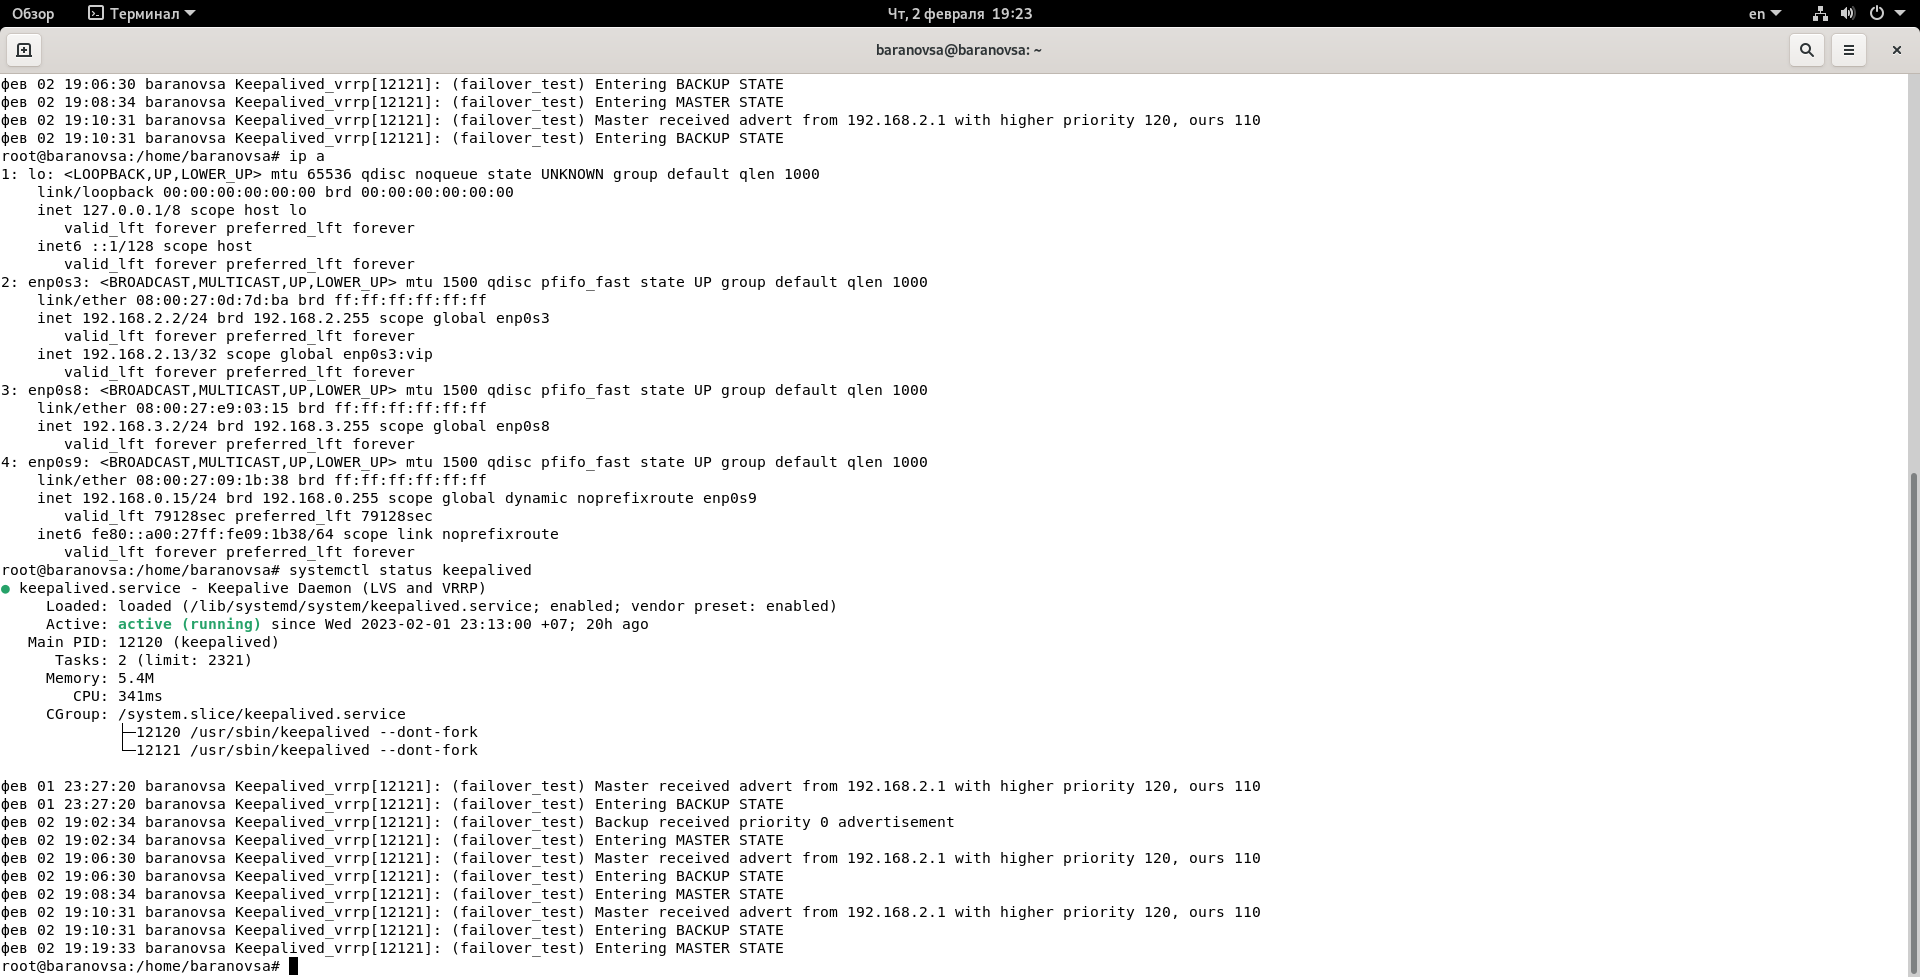 Обзор Терминал Чт, 2 февраля 19:23 en
baranovsa@baranovsa: ~
фев 02 19:06:30 baranovsa Keepalived_vrrp[12121]: (failover_test) Entering BACKUP STATE
фев 02 19:08:34 baranovsa Keepalived_vrrp[12121]: (failover_test) Entering MASTER STATE
фев 02 19:10:31 baranovsa Keepalived_vrrp[12121]: (failover_test) Master received advert from 192.168.2.1 with higher priority 120, ours 110
фев 02 19:10:31 baranovsa Keepalived_vrrp[12121]: (failover_test) Entering BACKUP STATE
root@baranovsa:/home/baranovsa# ip a
1: lo: <LOOPBACK,UP,LOWER_UP> mtu 65536 qdisc noqueue state UNKNOWN group default qlen 1000
    link/loopback 00:00:00:00:00:00 brd 00:00:00:00:00:00
    inet 127.0.0.1/8 scope host lo
       valid_lft forever preferred_lft forever
    inet6 ::1/128 scope host
       valid_lft forever preferred_lft forever
2: enp0s3: <BROADCAST,MULTICAST,UP,LOWER_UP> mtu 1500 qdisc pfifo_fast state UP group default qlen 1000
    link/ether 08:00:27:0d:7d:ba brd ff:ff:ff:ff:ff:ff
    inet 192.168.2.2/24 brd 192.168.2.255 scope global enp0s3
       valid_lft forever preferred_lft forever
    inet 192.168.2.13/32 scope global enp0s3:vip
       valid_lft forever preferred_lft forever
3: enp0s8: <BROADCAST,MULTICAST,UP,LOWER_UP> mtu 1500 qdisc pfifo_fast state UP group default qlen 1000
    link/ether 08:00:27:e9:03:15 brd ff:ff:ff:ff:ff:ff
    inet 192.168.3.2/24 brd 192.168.3.255 scope global enp0s8
       valid_lft forever preferred_lft forever
4: enp0s9: <BROADCAST,MULTICAST,UP,LOWER_UP> mtu 1500 qdisc pfifo_fast state UP group default qlen 1000
    link/ether 08:00:27:09:1b:38 brd ff:ff:ff:ff:ff:ff
    inet 192.168.0.15/24 brd 192.168.0.255 scope global dynamic noprefixroute enp0s9
       valid_lft 79128sec preferred_lft 79128sec
    inet6 fe80::a00:27ff:fe09:1b38/64 scope link noprefixroute
       valid_lft forever preferred_lft forever
root@baranovsa:/home/baranovsa# systemctl status keepalived
● keepalived.service - Keepalive Daemon (LVS and VRRP)
     Loaded: loaded (/lib/systemd/system/keepalived.service; enabled; vendor preset: enabled)
     Active: active (running) since Wed 2023-02-01 23:13:00 +07; 20h ago
   Main PID: 12120 (keepalived)
      Tasks: 2 (limit: 2321)
     Memory: 5.4M
        CPU: 341ms
     CGroup: /system.slice/keepalived.service
             ├─12120 /usr/sbin/keepalived --dont-fork
             └─12121 /usr/sbin/keepalived --dont-fork
фев 01 23:27:20 baranovsa Keepalived_vrrp[12121]: (failover_test) Master received advert from 192.168.2.1 with higher priority 120, ours 110
фев 01 23:27:20 baranovsa Keepalived_vrrp[12121]: (failover_test) Entering BACKUP STATE
фев 02 19:02:34 baranovsa Keepalived_vrrp[12121]: (failover_test) Backup received priority 0 advertisement
фев 02 19:02:34 baranovsa Keepalived_vrrp[12121]: (failover_test) Entering MASTER STATE
фев 02 19:06:30 baranovsa Keepalived_vrrp[12121]: (failover_test) Master received advert from 192.168.2.1 with higher priority 120, ours 110
фев 02 19:06:30 baranovsa Keepalived_vrrp[12121]: (failover_test) Entering BACKUP STATE
фев 02 19:08:34 baranovsa Keepalived_vrrp[12121]: (failover_test) Entering MASTER STATE
фев 02 19:10:31 baranovsa Keepalived_vrrp[12121]: (failover_test) Master received advert from 192.168.2.1 with higher priority 120, ours 110
фев 02 19:10:31 baranovsa Keepalived_vrrp[12121]: (failover_test) Entering BACKUP STATE
фев 02 19:19:33 baranovsa Keepalived_vrrp[12121]: (failover_test) Entering MASTER STATE
root@baranovsa:/home/baranovsa#